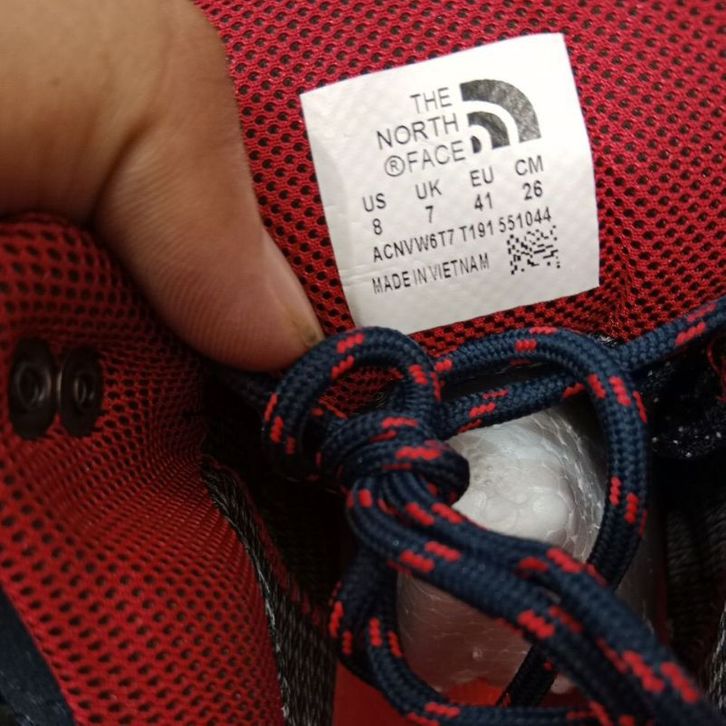 THE
NORTH
®FACE
US UK EU CM
8 7 41 26
ACNVW6T7 T191 551044
MADE IN VIETNAM